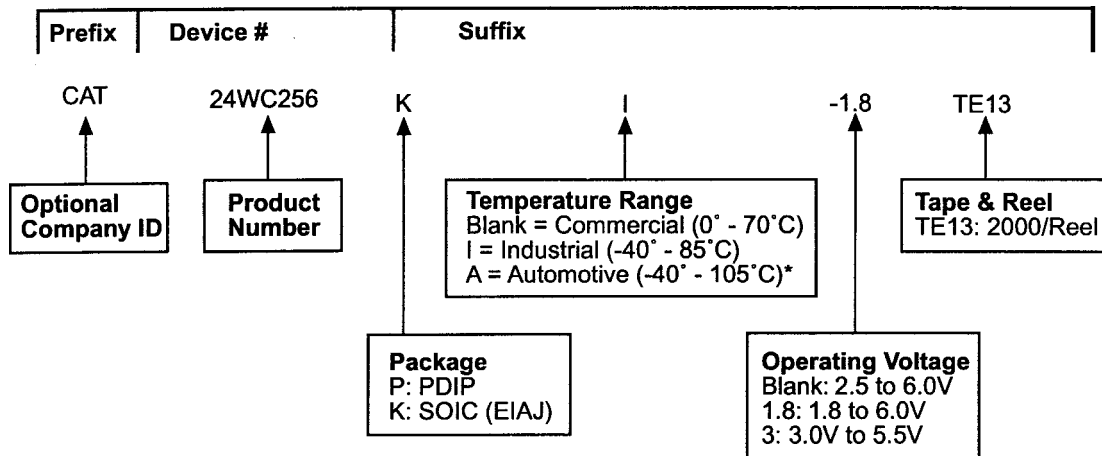 Prefix Device # Suffix
CAT 24WC256 K I -1.8 TE13
Optional
Company ID
Product
Number
Temperature Range
Blank = Commercial (0˚ - 70˚C)
I = Industrial (-40˚ - 85˚C)
A = Automotive (-40˚ - 105˚C)*
Tape & Reel
TE13: 2000/Reel
Package
P: PDIP
K: SOIC (EIAJ)
Operating Voltage
Blank: 2.5 to 6.0V
1.8: 1.8 to 6.0V
3: 3.0V to 5.5V